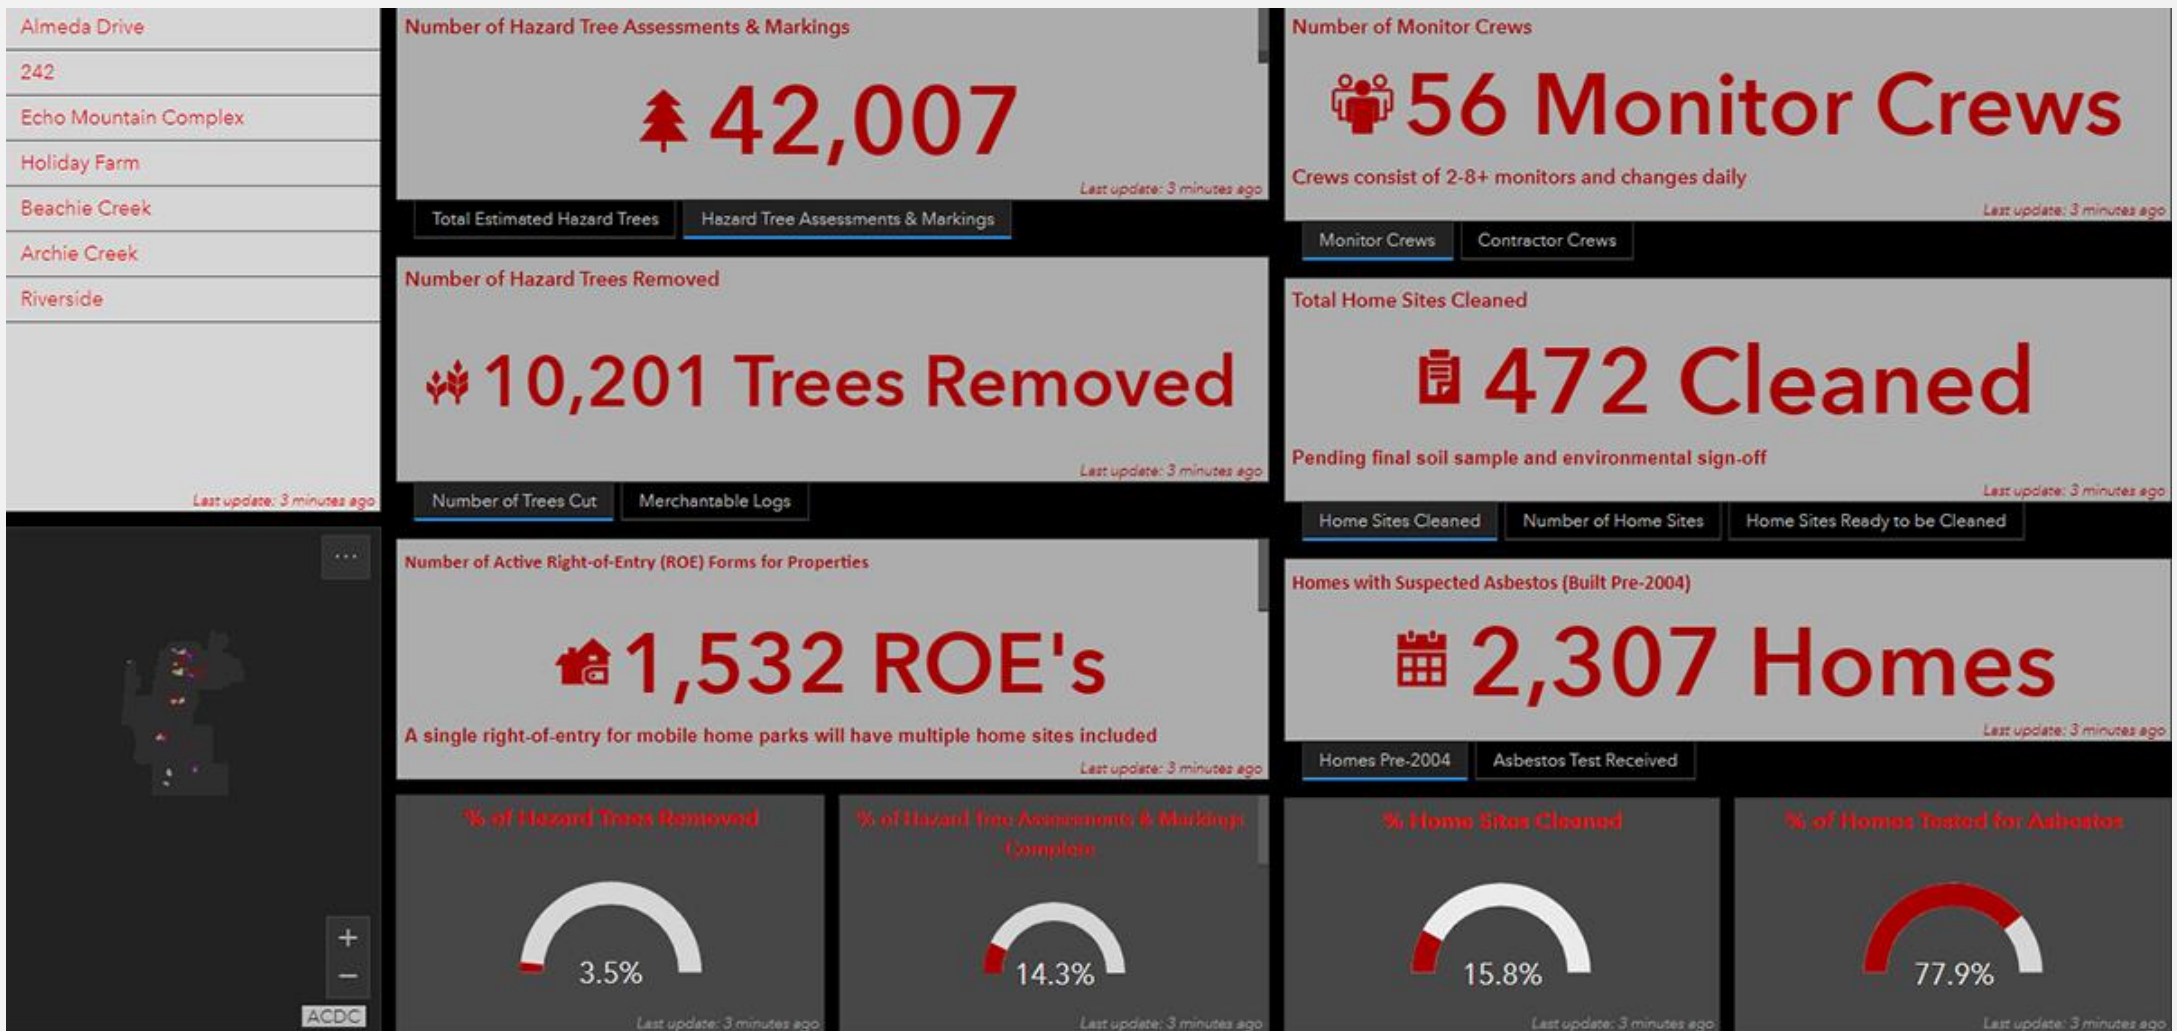 Almeda Drive
242
Echo Mountain Complex
Holiday Farm
Beachie Creek
Archie Creek
Riverside
Last update: 3 minutes ago
...
+
−
ACDC
Number of Hazard Tree Assessments & Markings
42,007
Last update: 3 minutes ago
Total Estimated Hazard Trees
Hazard Tree Assessments & Markings
Number of Hazard Trees Removed
10,201 Trees Removed
Last update: 3 minutes ago
Number of Trees Cut
Merchantable Logs
Number of Active Right-of-Entry (ROE) Forms for Properties
1,532 ROE's
A single right-of-entry for mobile home parks will have multiple home sites included
Last update: 3 minutes ago
% of Hazard Trees Removed
3.5%
Last update: 3 minutes ago
% of Hazard Tree Assessments & Markings
Complete
14.3%
Last update: 3 minutes ago
Number of Monitor Crews
56 Monitor Crews
Crews consist of 2-8+ monitors and changes daily
Last update: 3 minutes ago
Monitor Crews
Contractor Crews
Total Home Sites Cleaned
472 Cleaned
Pending final soil sample and environmental sign-off
Last update: 3 minutes ago
Home Sites Cleaned
Number of Home Sites
Home Sites Ready to be Cleaned
Homes with Suspected Asbestos (Built Pre-2004)
2,307 Homes
Last update: 3 minutes ago
Homes Pre-2004
Asbestos Test Received
% Home Sites Cleaned
15.8%
Last update: 3 minutes ago
% of Homes Tested for Asbestos
77.9%
Last update: 3 minutes ago